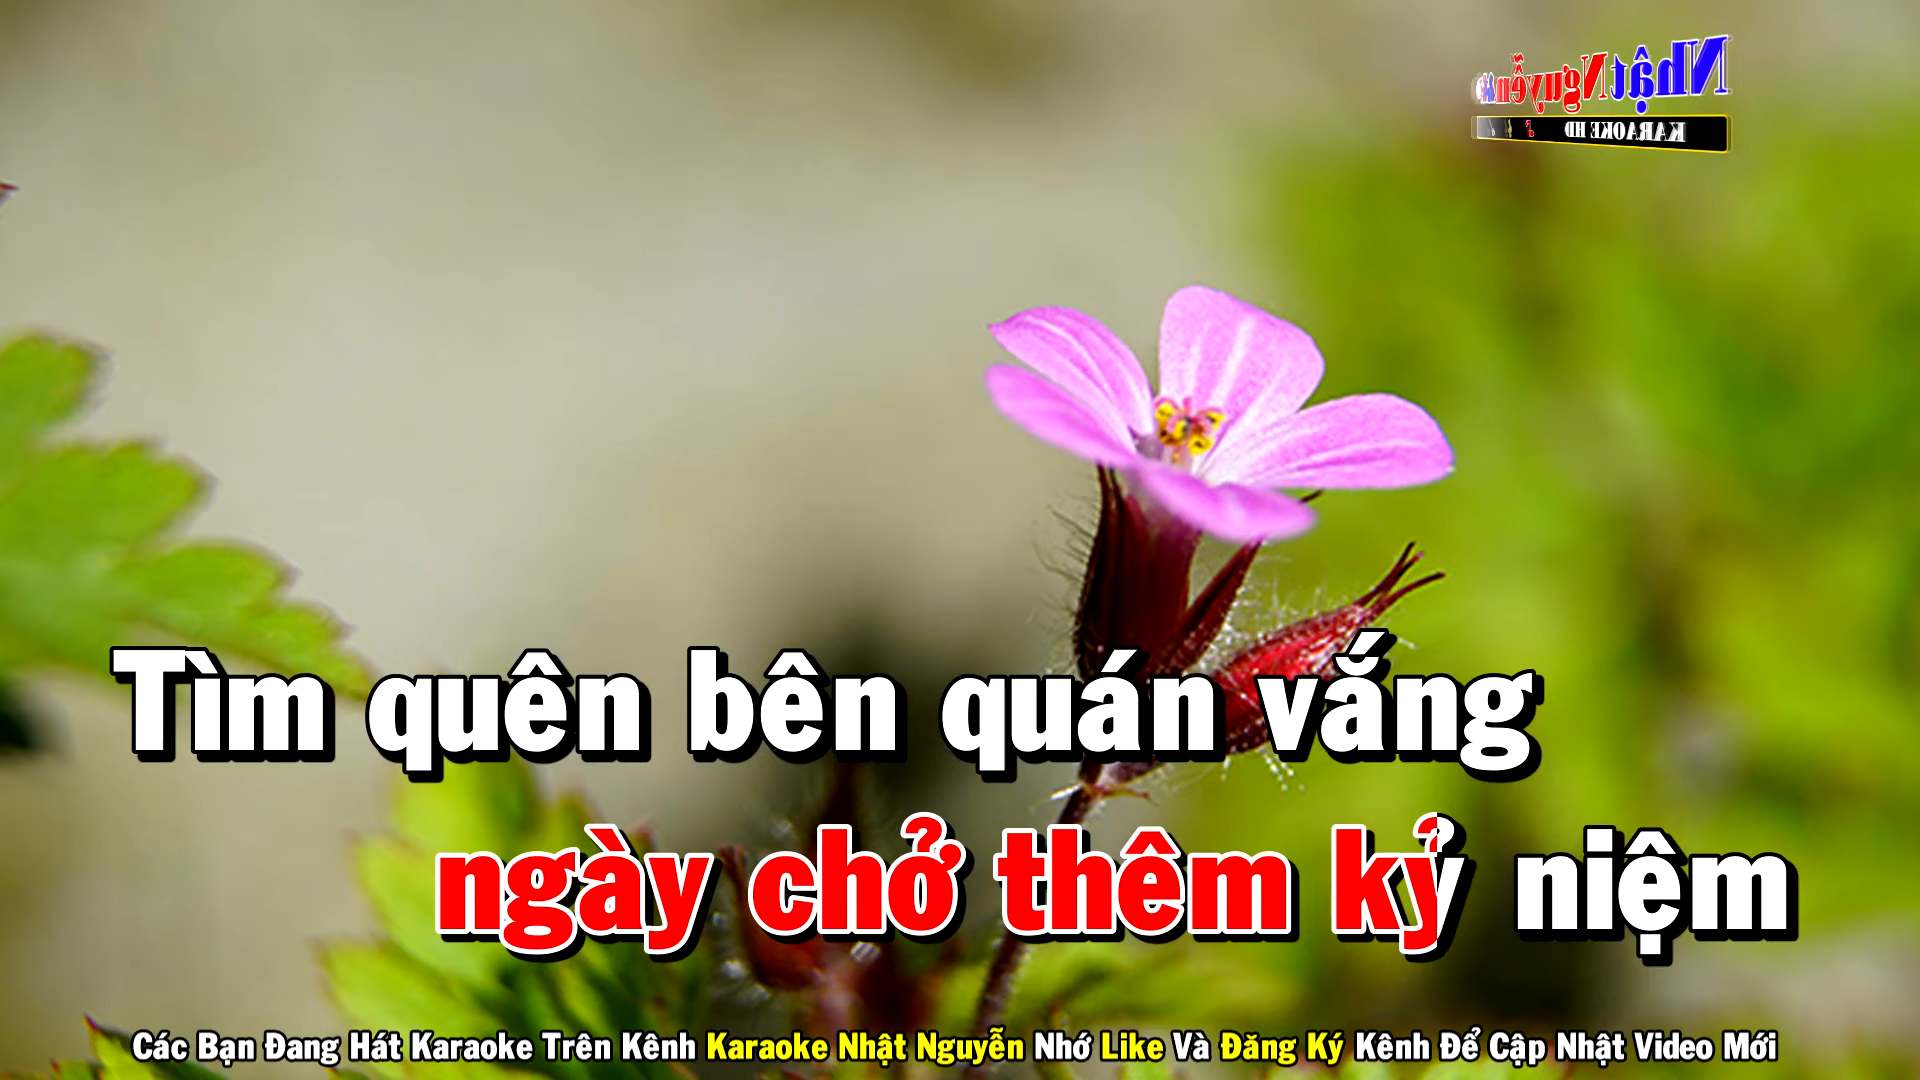 Nhật Nguyễn
KARAOKE HD
Tìm quên bên quán vắng
ngày chở thêm kỷ niệm
Các Bạn Đang Hát Karaoke Trên Kênh Karaoke Nhật Nguyễn Nhớ Like Và Đăng Ký Kênh Để Cập Nhật Video Mới